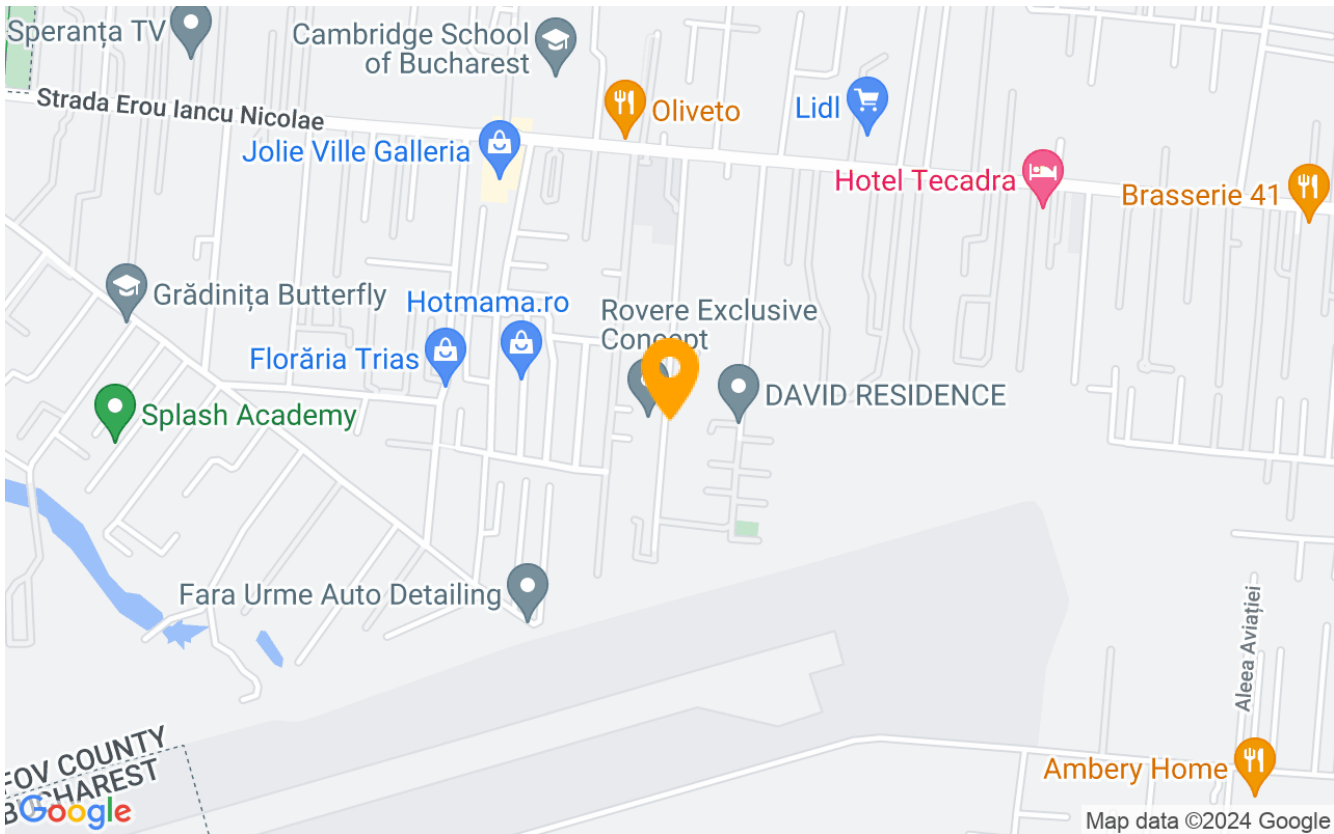 Speranța TV
Cambridge School
of Bucharest
Strada Erou Iancu Nicolae
Oliveto
Lidl
Jolie Ville Galleria
Hotel Tecadra
Brasserie 41
Grădinița Butterfly
Hotmama.ro
Rovere Exclusive
Concept
Florăria Trias
DAVID RESIDENCE
Splash Academy
Fara Urme Auto Detailing
Aleea Aviației
FOV COUNTY
BUCHAREST
Ambery Home
Google
Map data ©2024 Google